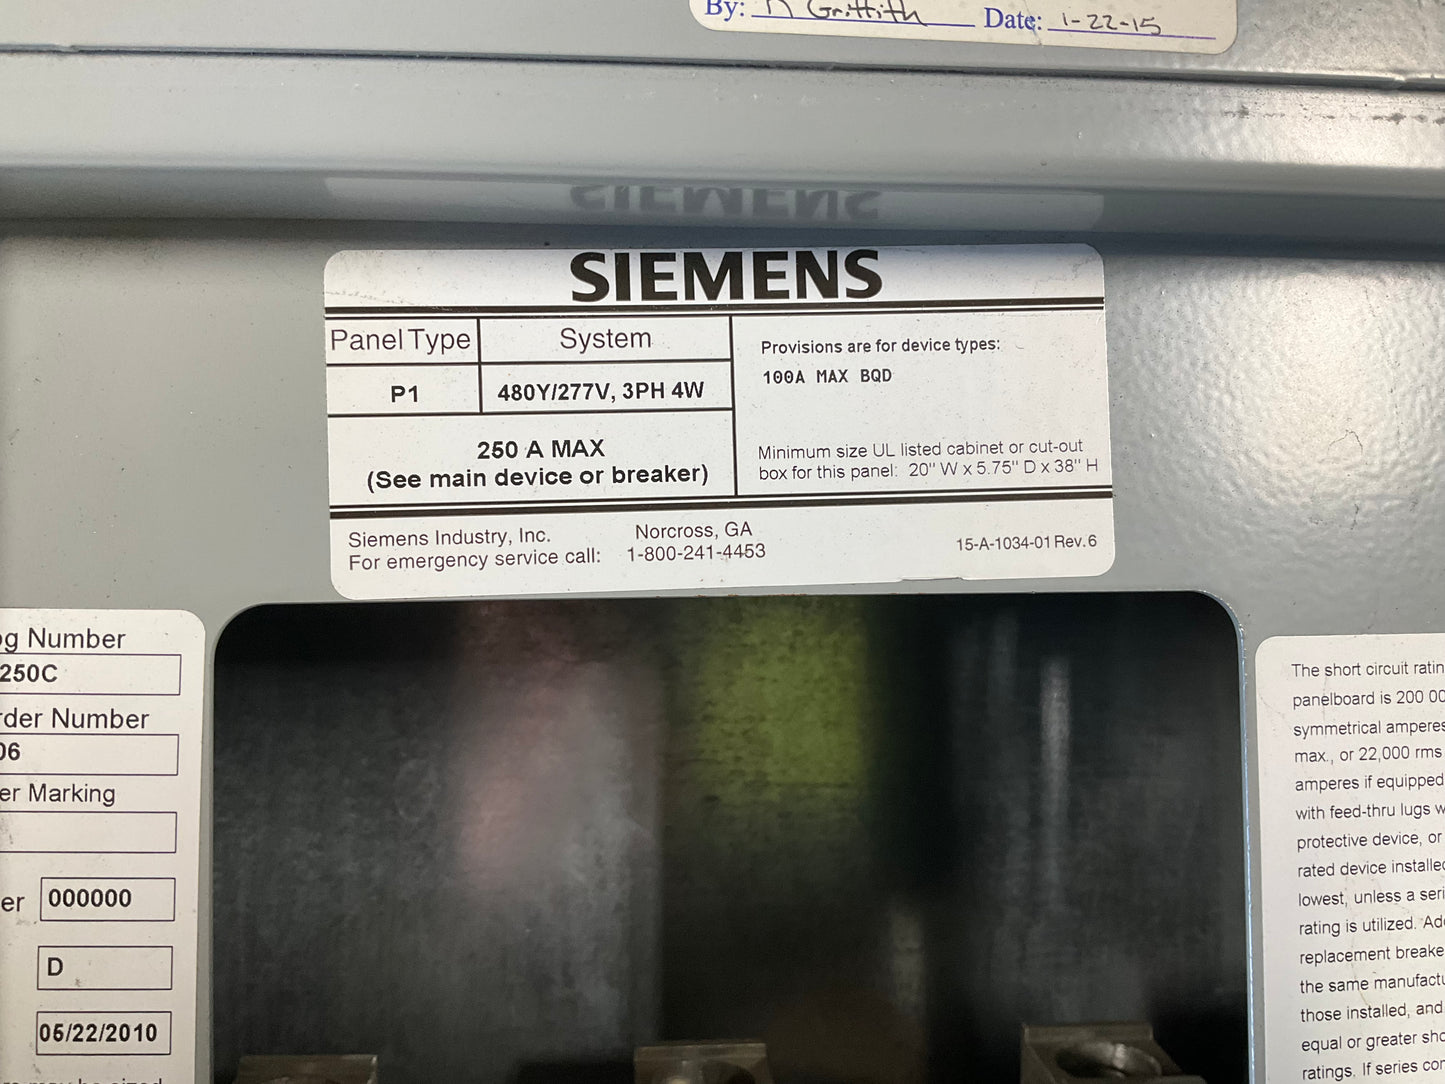 By: Griffith Date: 1-22-15
SIEMENS
Panel Type System
P1 480Y/277V, 3PH 4W
250 A MAX
(See main device or breaker)
Provisions are for device types:
100A MAX BQD
Minimum size UL listed cabinet or cut-out
box for this panel: 20" W x 5.75" D x 38" H
Siemens Industry, Inc. Norcross, GA
For emergency service call: 1-800-241-4453
15-A-1034-01 Rev. 6
og Number
250C
rder Number
06
er Marking
er 000000
D
05/22/2010
The short circuit ratin
panelboard is 200 00
symmetrical amperes
max., or 22,000 rms
amperes if equipped
with feed-thru lugs w
protective device, or
rated device installed
lowest, unless a seri
rating is utilized. Ad
replacement breake
the same manufactu
those installed, and
equal or greater sho
ratings. If series con